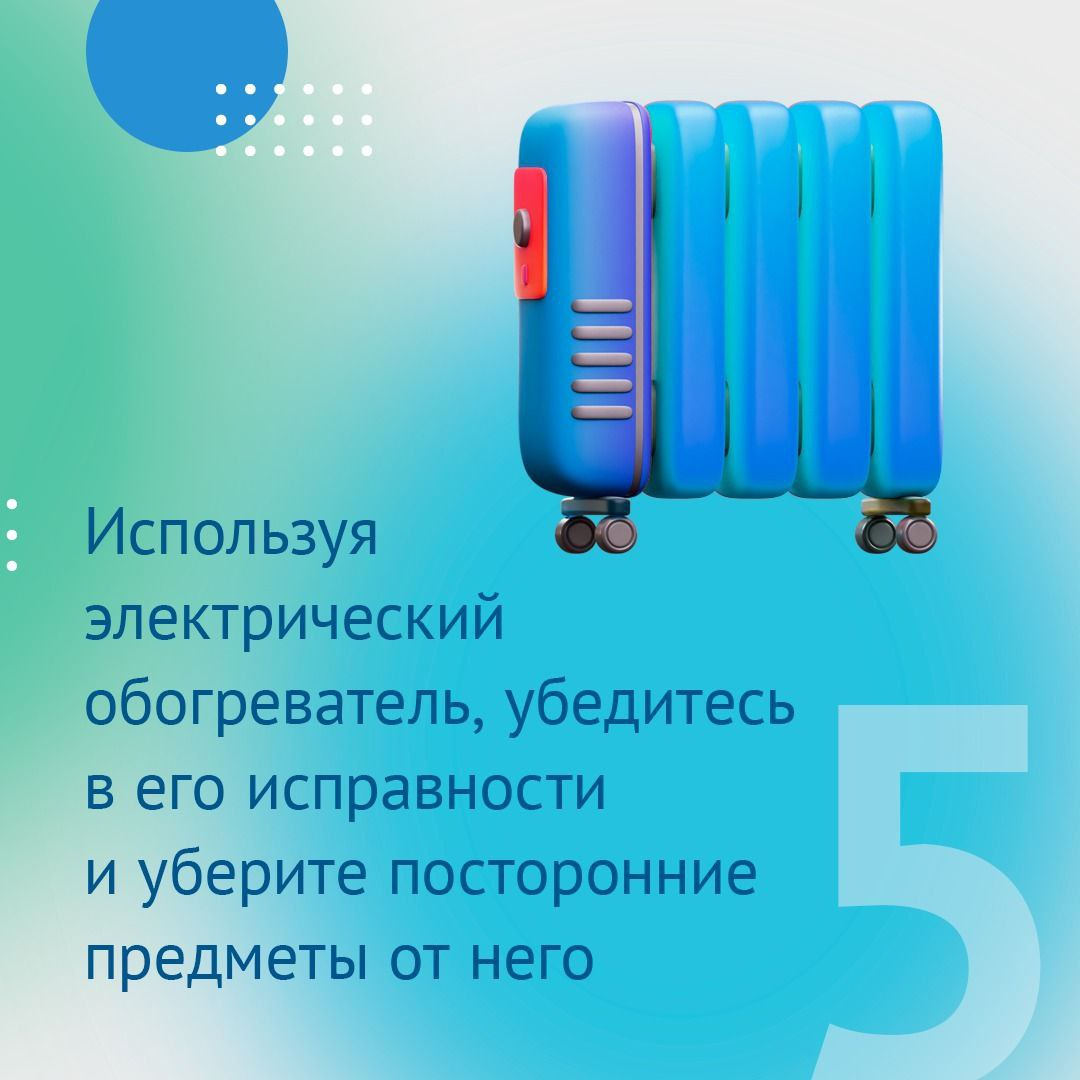 Используя
электрический
обогреватель, убедитесь
в его исправности
и уберите посторонние
предметы от него
5